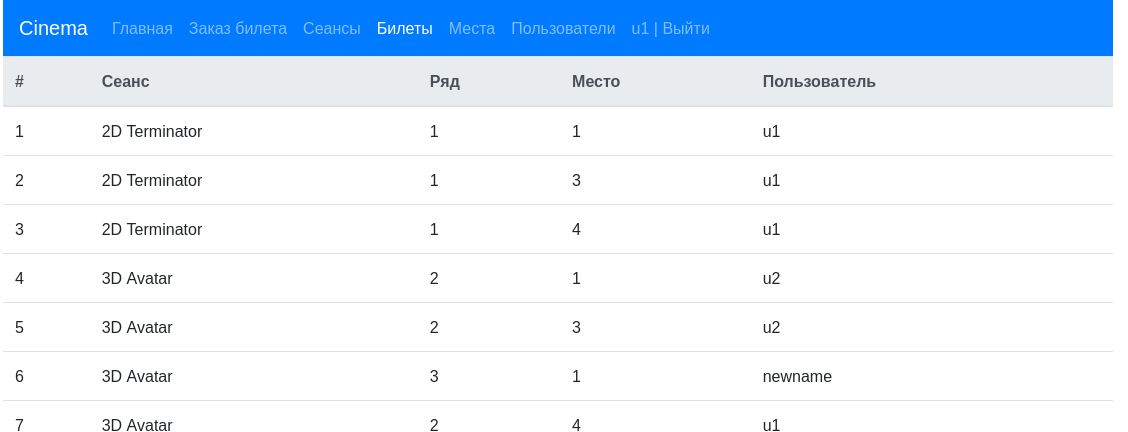 Cinema Главная Заказ билета Сеансы Билеты Места Пользователи u1 | Выйти
# Сеанс Ряд Место Пользователь
1 2D Terminator 1 1 u1
2 2D Terminator 1 3 u1
3 2D Terminator 1 4 u1
4 3D Avatar 2 1 u2
5 3D Avatar 2 3 u2
6 3D Avatar 3 1 newname
7 3D Avatar 2 4 u1